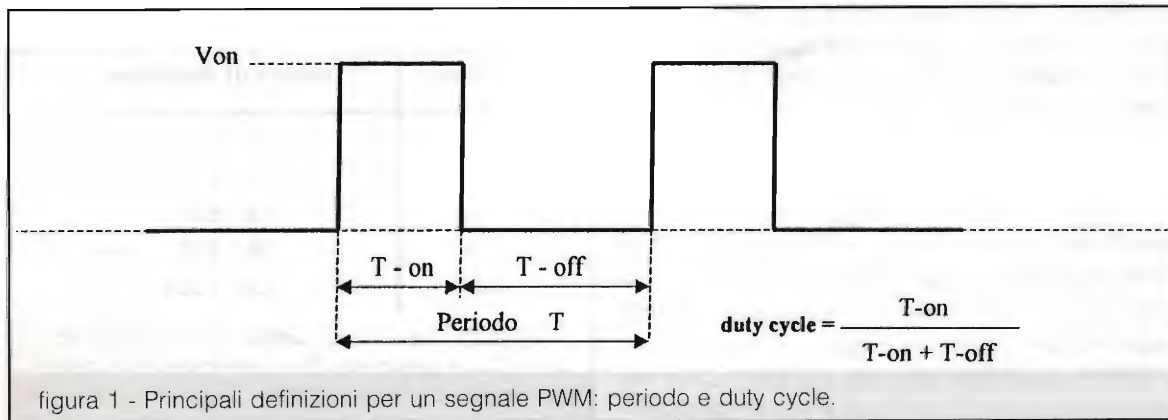 Von
T - on
T - off
Periodo T
duty cycle = T-on
T-on + T-off
figura 1 - Principali definizioni per un segnale PWM: periodo e duty cycle.